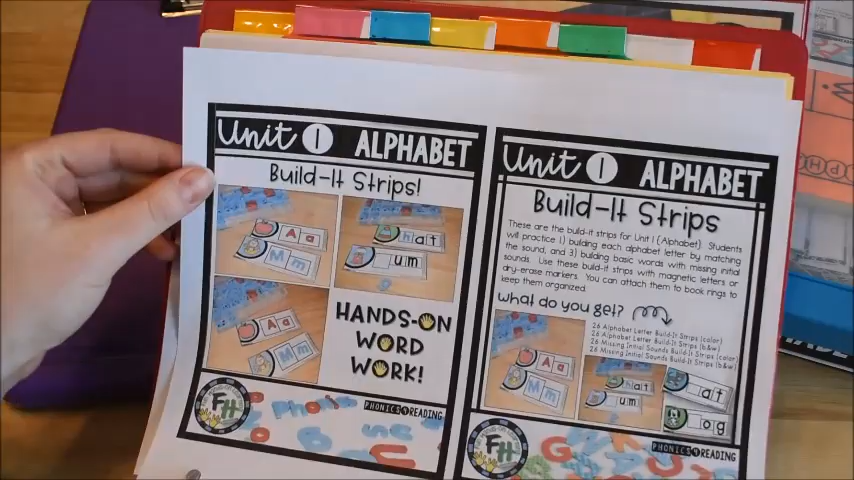 Unit 1 ALPHABET
Build-It Strips!
Aa
Mm
at
um
Aa
Mm
HANDS-ON
WORD
WORK!
FH
Phonics
PHONICS READING
Unit 1 ALPHABET
Build-It Strips
These are the build-it strips for Unit 1 (Alphabet). Students
will practice 1) building each alphabet letter by matching
the sound, and 3) building basic words with missing initial
sounds. Use these build-it strips with magnetic letters or
dry-erase markers. You can attach them to book rings to
keep them organized.
What do you get?
26 Alphabet Letter Build-It Strips (color)
26 Alphabet Letter Build-It Strips (b&w)
26 Missing Initial Sounds Build-It Strips (color)
26 Missing Initial Sounds Build-It Strips (b&w)
Aa
Mm
at
um
at
og
FH
PHONICS READING